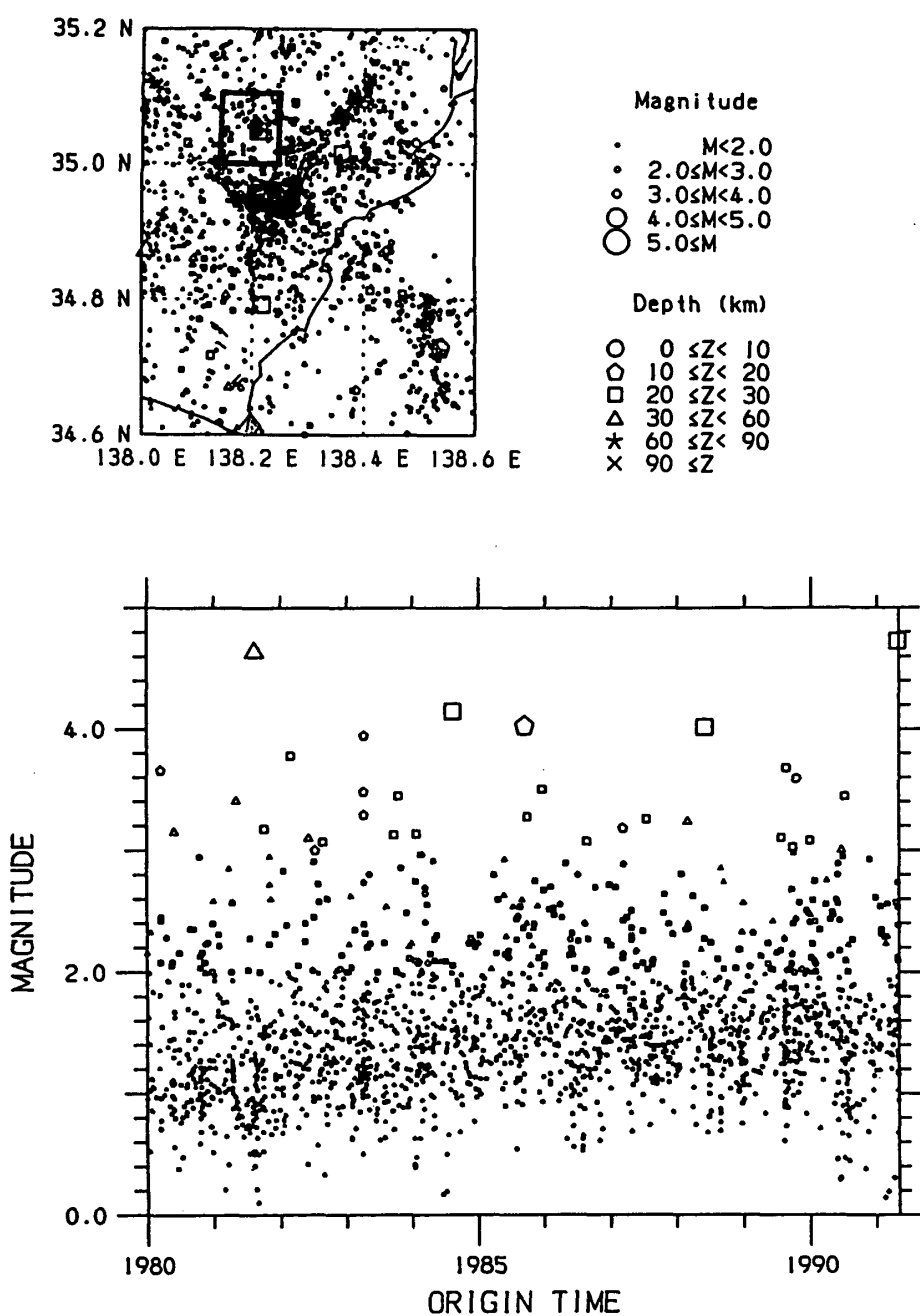 35.2 N
35.0 N
34.8 N
34.6 N
138.0 E 138.2 E 138.4 E 138.6 E
Magnitude
M<2.0
2.0≤M<3.0
3.0≤M<4.0
4.0≤M<5.0
5.0≤M
Depth (km)
0 ≤Z< 10
10 ≤Z< 20
20 ≤Z< 30
30 ≤Z< 60
60 ≤Z< 90
90 ≤Z
4.0
2.0
0.0
MAGNITUDE
1980 1985 1990
ORIGIN TIME